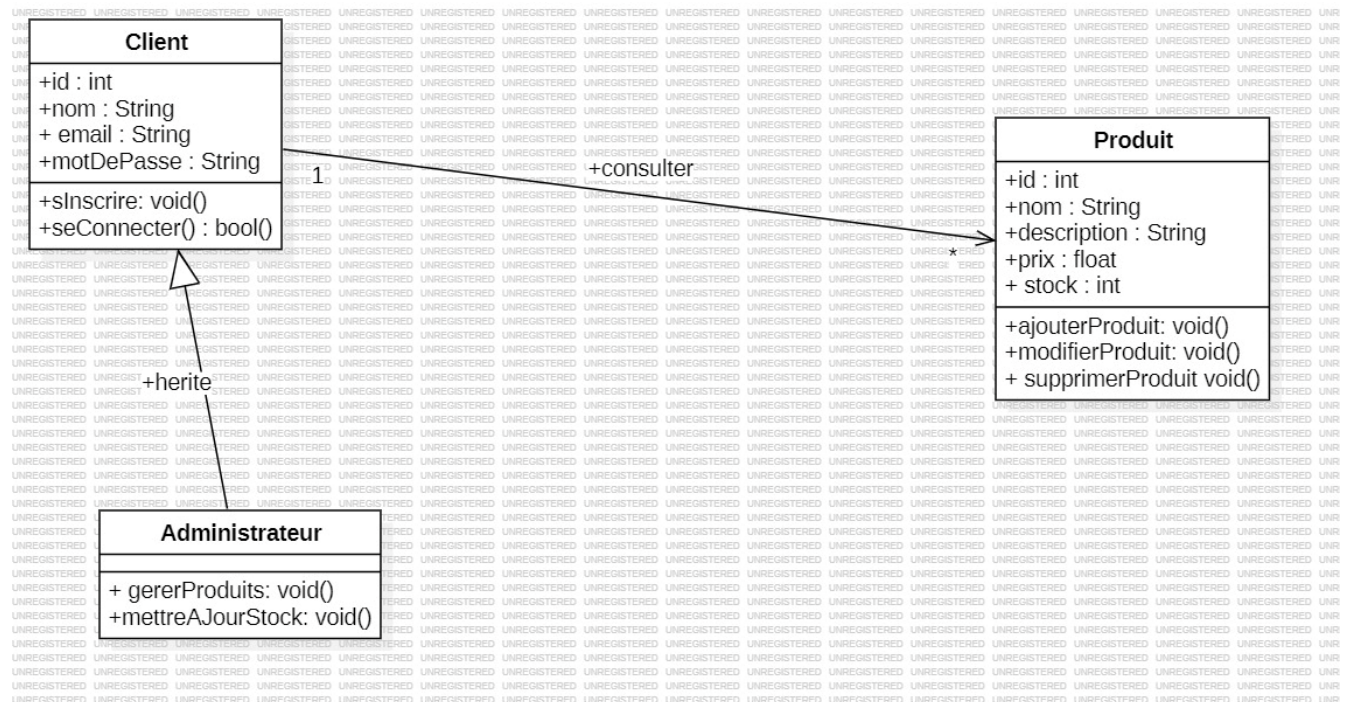 Client
+id : int
+nom : String
+ email : String
+motDePasse : String
+sInscrire: void()
+seConnecter() : bool()
1
+consulter
*
Produit
+id : int
+nom : String
+description : String
+prix : float
+ stock : int
+ajouterProduit: void()
+modifierProduit: void()
+ supprimerProduit void()
+herite
Administrateur
+ gererProduits: void()
+mettreAJourStock: void()
UNREGISTERED